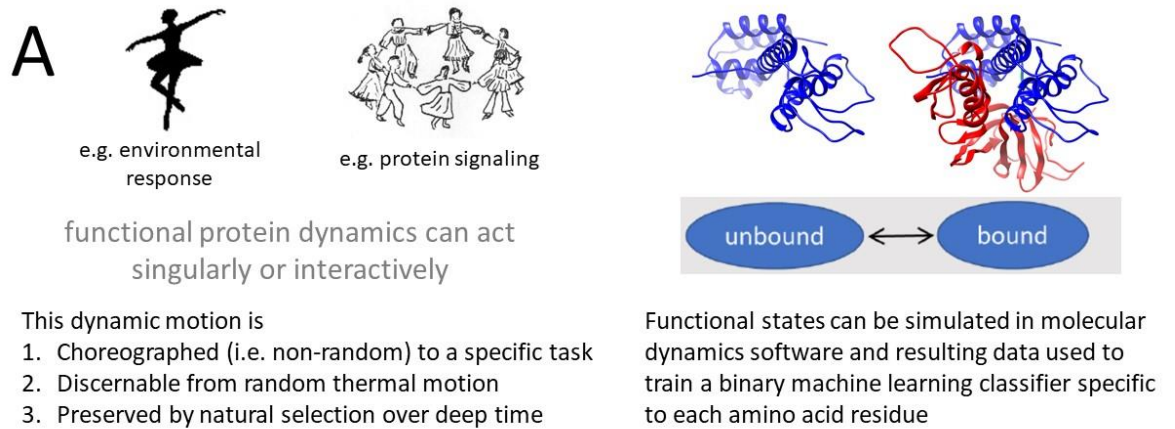 A
e.g. environmental
response
e.g. protein signaling
functional protein dynamics can act
singularly or interactively
This dynamic motion is
1. Choreographed (i.e. non-random) to a specific task
2. Discernable from random thermal motion
3. Preserved by natural selection over deep time
unbound
bound
Functional states can be simulated in molecular
dynamics software and resulting data used to
train a binary machine learning classifier specific
to each amino acid residue